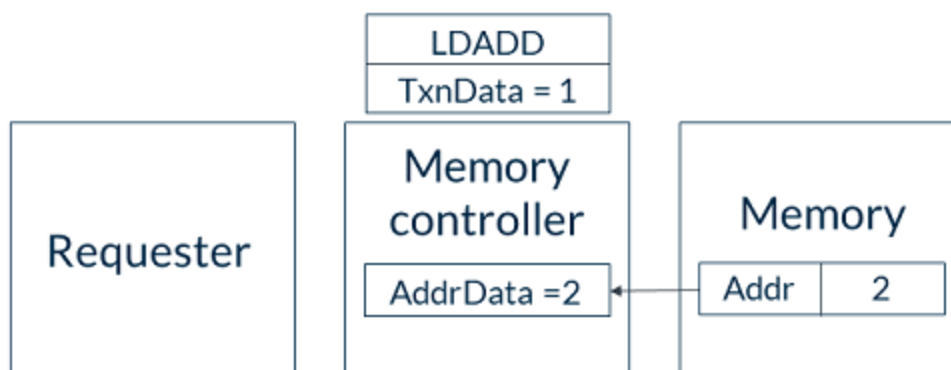 LDADD
TxnData = 1
Requester
Memory
controller
AddrData =2
Memory
Addr
2